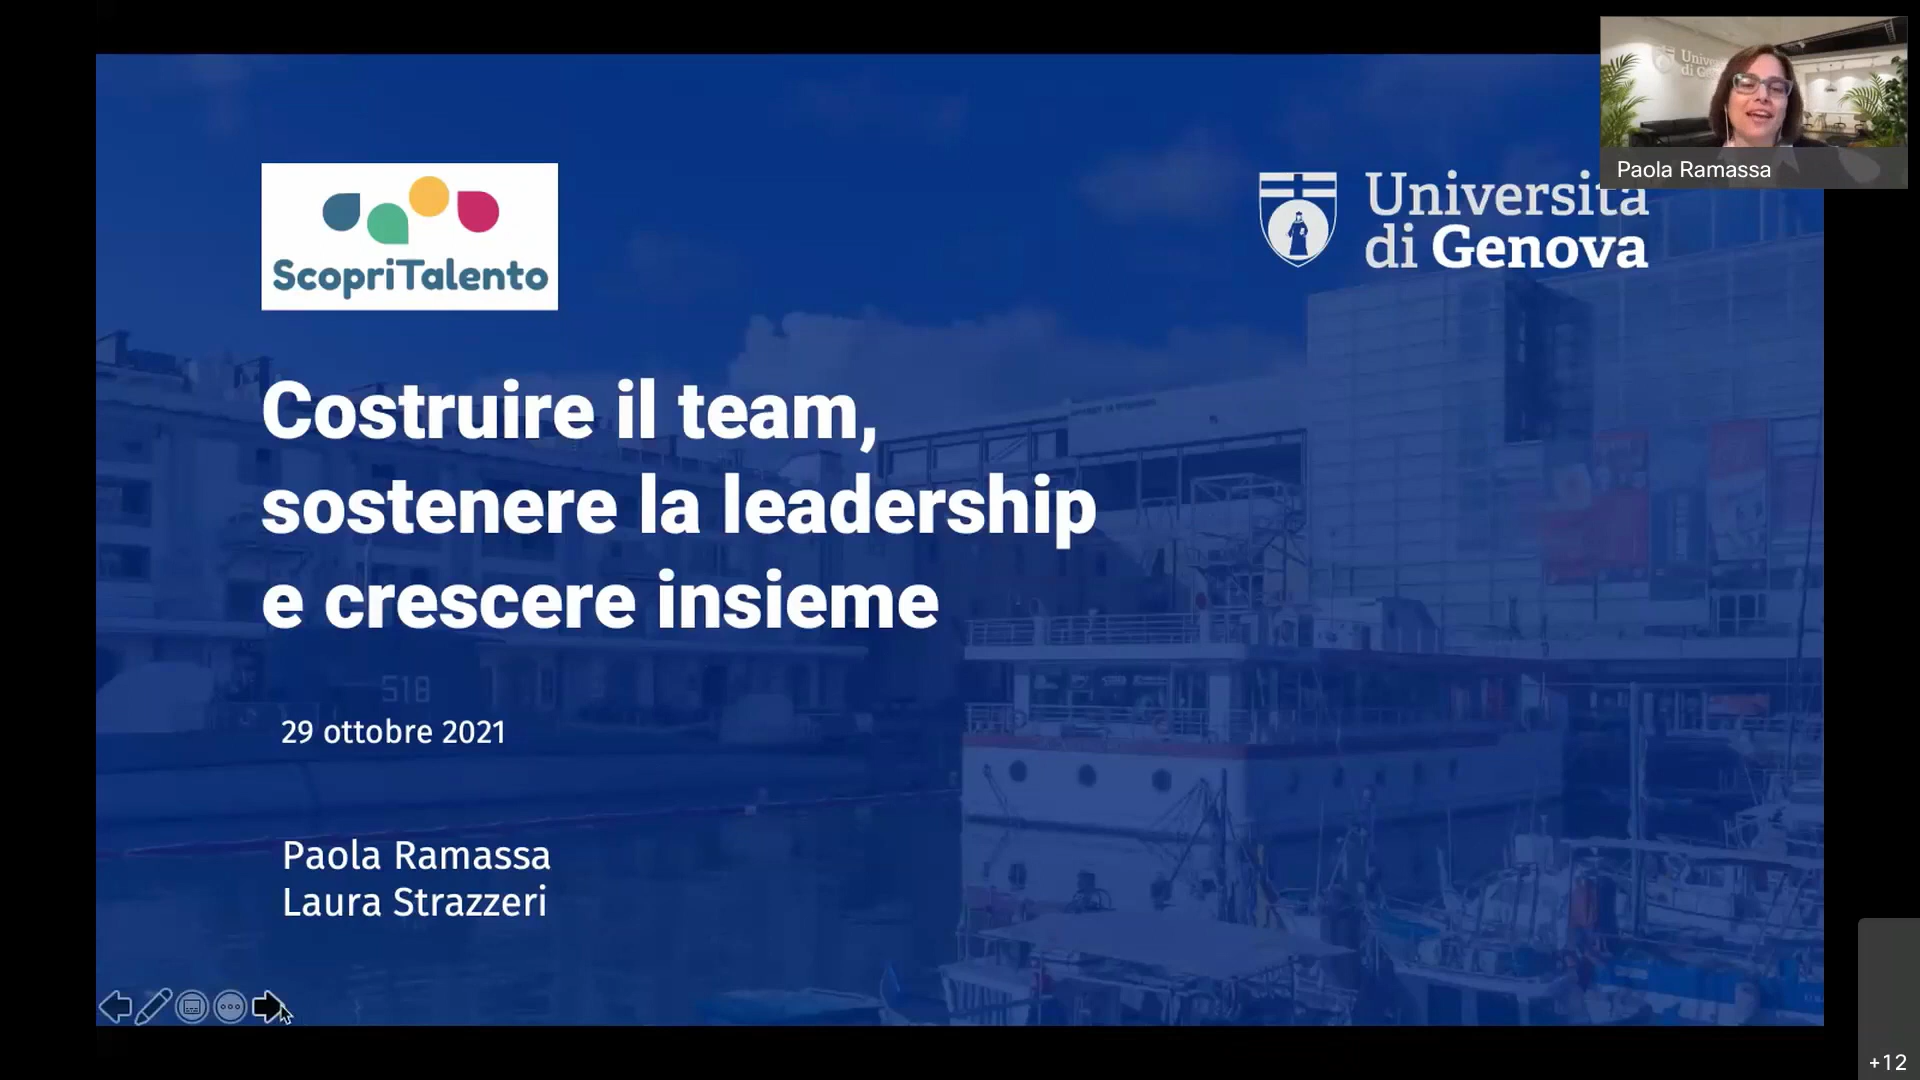 ScopriTalento
Università
di Genova
Paola Ramassa
Costruire il team,
sostenere la leadership
e crescere insieme
518
29 ottobre 2021
Paola Ramassa
Laura Strazzeri
+12